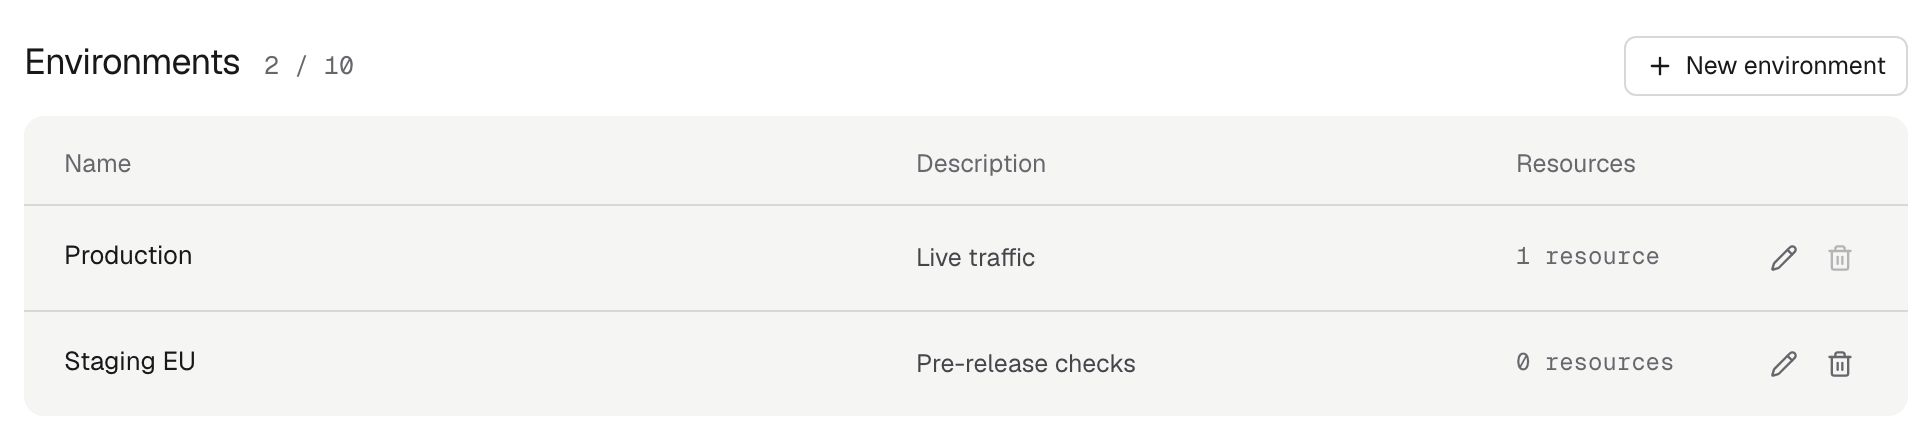 Environments 2 / 10
New environment
Name Description Resources
Production Live traffic 1 resource
Staging EU Pre-release checks 0 resources